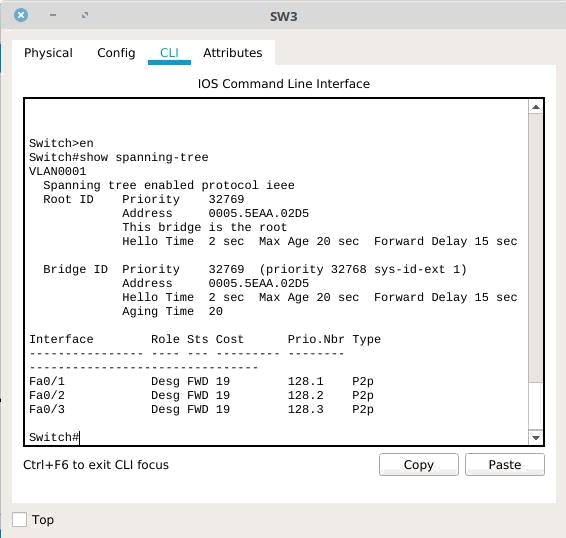 SW3
Physical Config CLI Attributes
IOS Command Line Interface
Switch>en
Switch#show spanning-tree
VLAN0001
  Spanning tree enabled protocol ieee
  Root ID    Priority    32769
             Address     0005.5EAA.02D5
             This bridge is the root
             Hello Time  2 sec  Max Age 20 sec  Forward Delay 15 sec
  Bridge ID  Priority    32769  (priority 32768 sys-id-ext 1)
             Address     0005.5EAA.02D5
             Hello Time  2 sec  Max Age 20 sec  Forward Delay 15 sec
             Aging Time  20
Interface        Role Sts Cost      Prio.Nbr Type
---------------- ---- --- --------- --------
--------------------------------
Fa0/1            Desg FWD 19        128.1    P2p
Fa0/2            Desg FWD 19        128.2    P2p
Fa0/3            Desg FWD 19        128.3    P2p
Switch#
Ctrl+F6 to exit CLI focus Copy Paste
Top